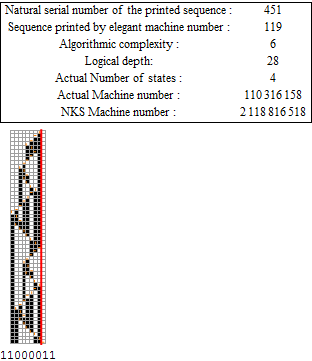 Natural serial number of the printed sequence : 451
Sequence printed by elegant machine number : 119
Algorithmic complexity : 6
Logical depth: 28
Actual Number of states : 4
Actual Machine number : 110 316 158
NKS Machine number : 2 118 816 518
11000011